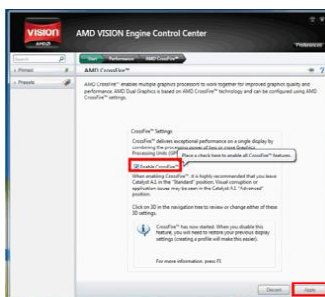 VISION
AMD
AMD VISION Engine Control Center
Preferences
Search
Start
Performance
AMD CrossFire™
Pinned
Presets
AMD CrossFire™
AMD CrossFire™ enables multiple graphics processors to work together for improved graphics quality and
performance. AMD Dual Graphics is based on AMD CrossFire™ technology and can be configured using AMD
CrossFire™ settings.
CrossFire™ Settings
CrossFire™ delivers exceptional performance on a single display by
combining the processing power of two or more Graphics
Processing Units (GPU
Place a check here to enable all CrossFire™ features.
Enable CrossFire™
When enabling CrossFire™, it is highly recommended that you leave
Catalyst A.I. in the "Standard" position. Visual corruption or
application issues may be seen in the Catalyst A.I. "Advanced"
position.
Click on 3D in the navigation tree to review or change either of these
3D settings.
CrossFire™ has now started. When you disable this
feature, you will need to restore your previous display
settings (creating a profile will make this easier).
For more information, press F1.
Discard
Apply